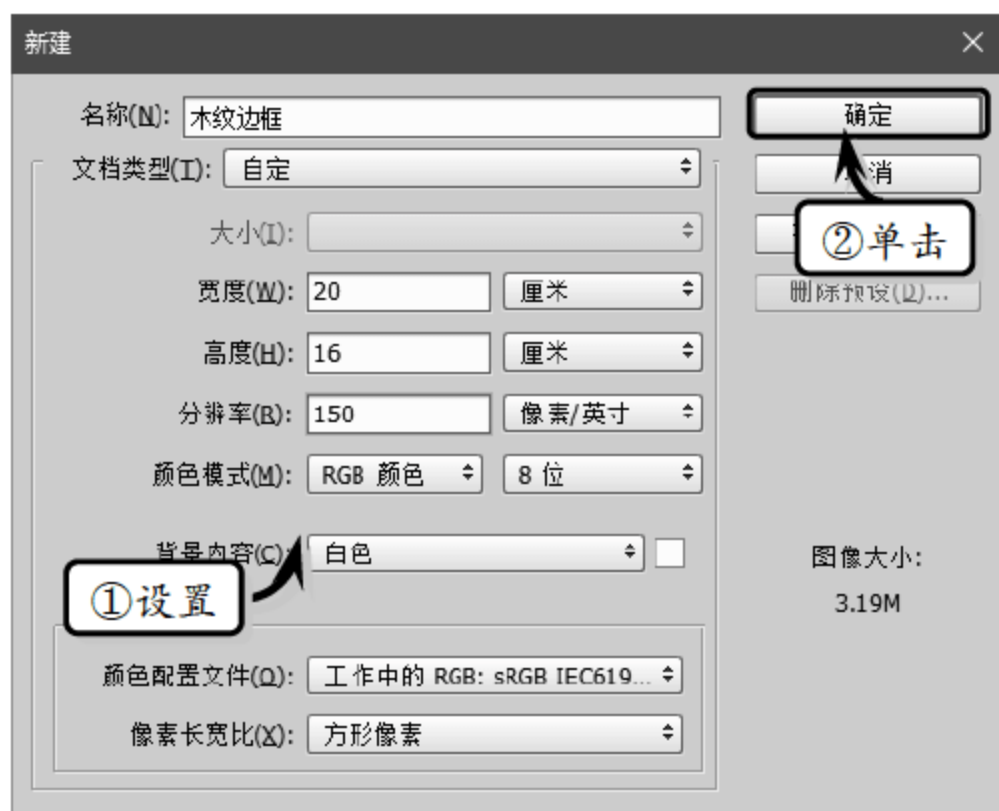 新建
名称(N): 木纹边框
确定
文档类型(T): 自定
消
大小(I):
②单击
宽度(W): 20 厘米
删除预设(D)...
高度(H): 16 厘米
分辨率(R): 150 像素/英寸
颜色模式(M): RGB 颜色 8 位
背景内容(C): 白色
图像大小:
3.19M
①设置
颜色配置文件(O): 工作中的 RGB: sRGB IEC619...
像素长宽比(X): 方形像素